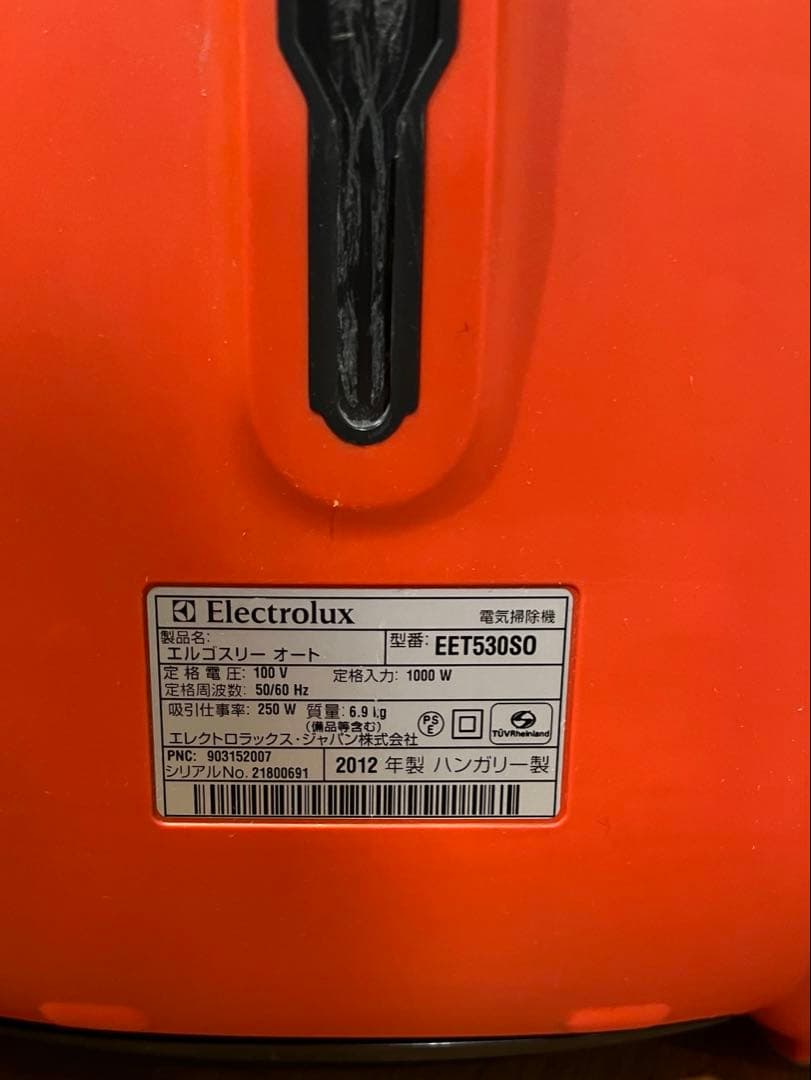 Electrolux 電気掃除機
製品名:
エルゴスリー オート
型番: EET530SO
定格電圧: 100 V 定格入力: 1000 W
定格周波数: 50/60 Hz
吸引仕事率: 250 W 質量: 6.9 kg
(備品等含む)
エレクトロラックス・ジャパン株式会社
PSE
TÜVRheinland
PNC: 903152007
シリアルNo. 21800691
2012 年製 ハンガリー製